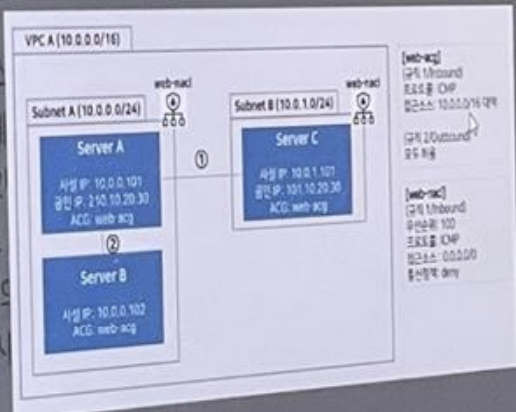 VPC A (10.0.0.0/16)
web-nacl
Subnet A (10.0.0.0/24)
Server A
사설 IP: 10.0.0.101
공인 IP: 210.10.20.30
ACG: web-acg
①
②
Server B
사설 IP: 10.0.0.102
ACG: web-acg
web-nacl
Subnet B (10.0.1.0/24)
Server C
사설 IP: 10.0.1.101
공인 IP: 101.10.20.30
ACG: web-acg
[web-acg]
(규칙 1/Inbound)
프로토콜: ICMP
접근소스: 10.0.0.0/16 대역
(규칙 2/Outbound)
모두 허용
[web-nacl]
(규칙 1/Inbound)
우선순위: 100
프로토콜: ICMP
접근소스: 0.0.0.0/0
통신정책: deny